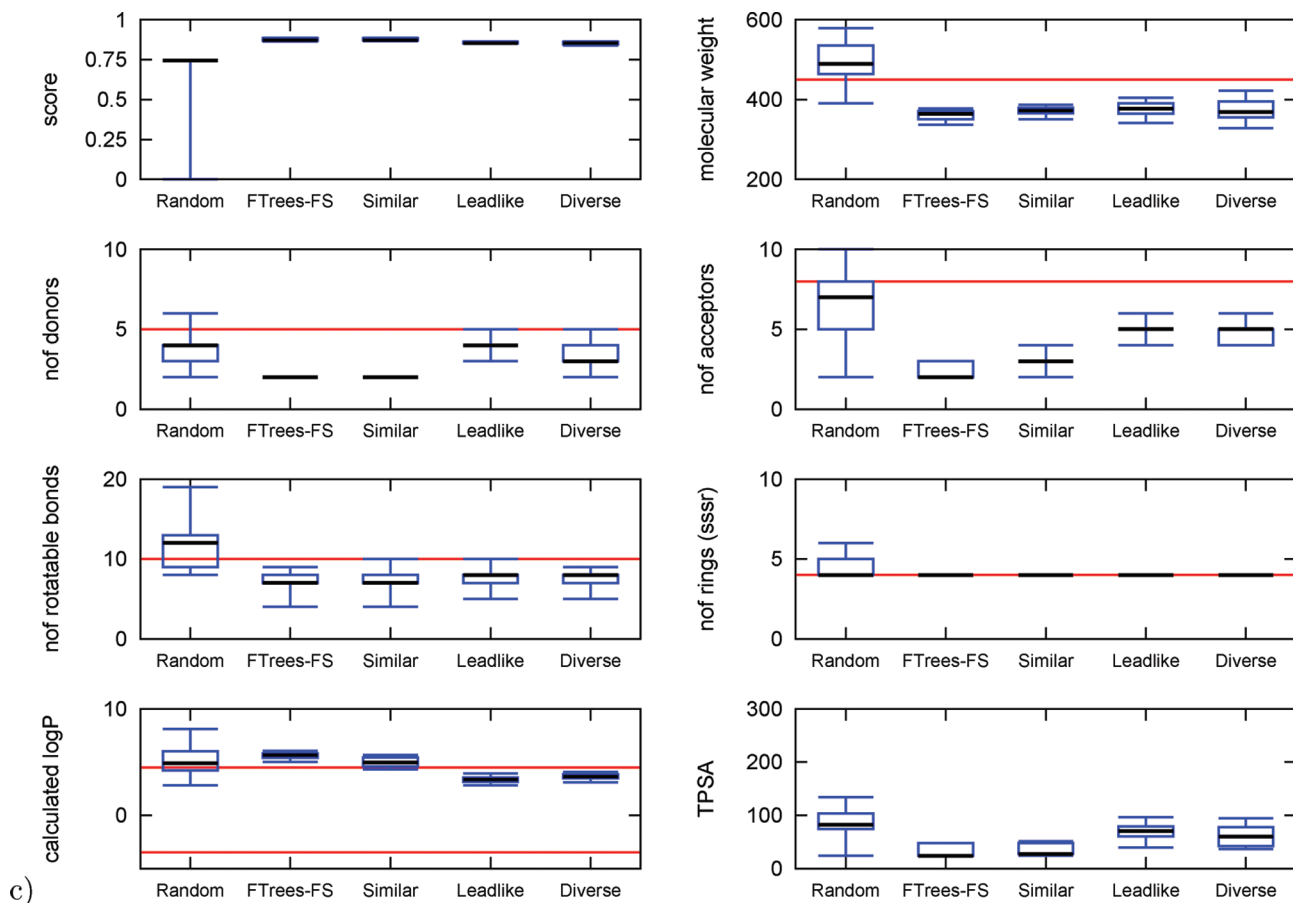 score
1
0.75
0.5
0.25
0
Random FTrees-FS Similar Leadlike Diverse
molecular weight
600
400
200
Random FTrees-FS Similar Leadlike Diverse
nof donors
10
5
0
Random FTrees-FS Similar Leadlike Diverse
nof acceptors
10
5
0
Random FTrees-FS Similar Leadlike Diverse
nof rotatable bonds
20
10
0
Random FTrees-FS Similar Leadlike Diverse
nof rings (sssr)
10
5
0
Random FTrees-FS Similar Leadlike Diverse
calculated logP
10
0
Random FTrees-FS Similar Leadlike Diverse
TPSA
300
200
100
0
Random FTrees-FS Similar Leadlike Diverse
c)